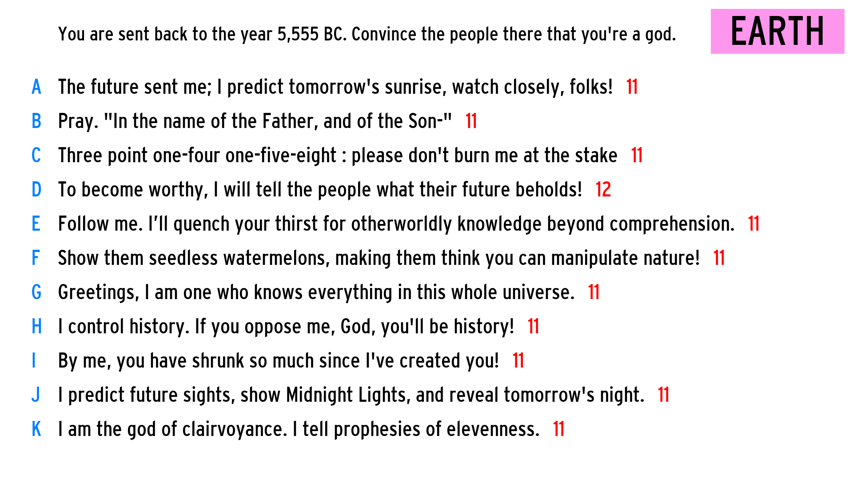 You are sent back to the year 5,555 BC. Convince the people there that you're a god.
EARTH
A The future sent me; I predict tomorrow's sunrise, watch closely, folks! 11
B Pray. "In the name of the Father, and of the Son-" 11
C Three point one-four one-five-eight : please don't burn me at the stake 11
D To become worthy, I will tell the people what their future beholds! 12
E Follow me. I’ll quench your thirst for otherworldly knowledge beyond comprehension. 11
F Show them seedless watermelons, making them think you can manipulate nature! 11
G Greetings, I am one who knows everything in this whole universe. 11
H I control history. If you oppose me, God, you'll be history! 11
I By me, you have shrunk so much since I've created you! 11
J I predict future sights, show Midnight Lights, and reveal tomorrow's night. 11
K I am the god of clairvoyance. I tell prophesies of elevenness. 11